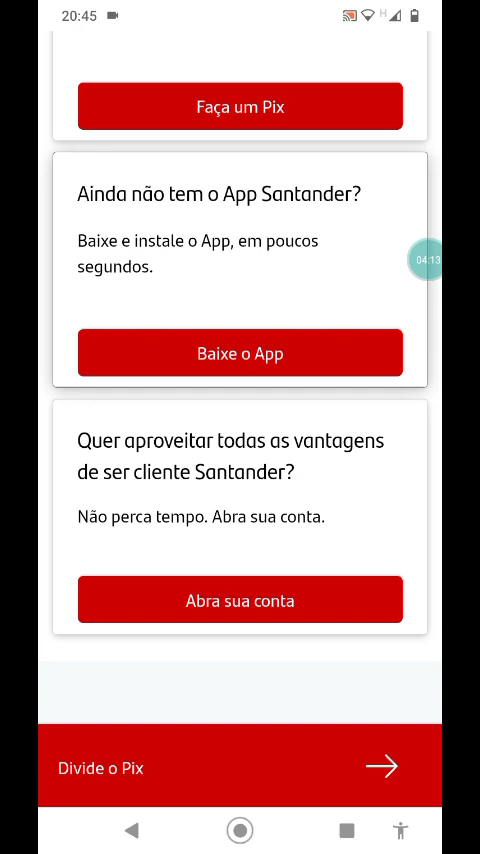 20:45
H
Faça um Pix
Ainda não tem o App Santander?
Baixe e instale o App, em poucos
segundos.
04:13
Baixe o App
Quer aproveitar todas as vantagens
de ser cliente Santander?
Não perca tempo. Abra sua conta.
Abra sua conta
Divide o Pix